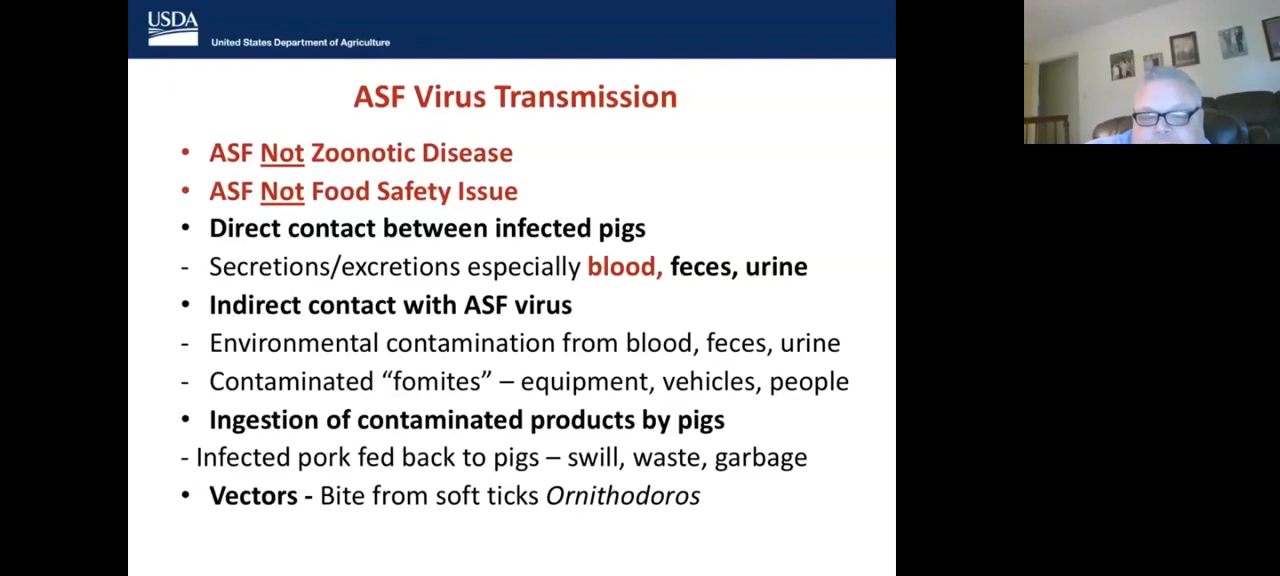 USDA
United States Department of Agriculture
ASF Virus Transmission
• ASF Not Zoonotic Disease
• ASF Not Food Safety Issue
• Direct contact between infected pigs
- Secretions/excretions especially blood, feces, urine
• Indirect contact with ASF virus
- Environmental contamination from blood, feces, urine
- Contaminated “fomites” – equipment, vehicles, people
• Ingestion of contaminated products by pigs
- Infected pork fed back to pigs – swill, waste, garbage
• Vectors - Bite from soft ticks Ornithodoros